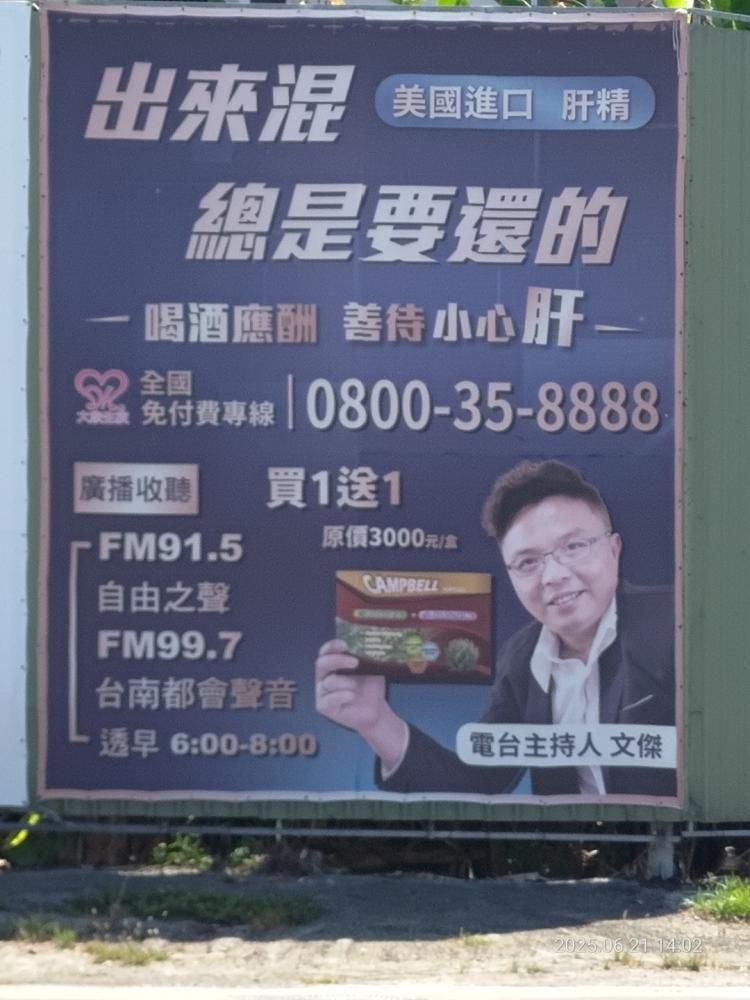 出來混
美國進口 肝精
總是要還的
喝酒應酬 善待小心肝
全國
免付費專線
0800-35-8888
廣播收聽
買1送1
原價3000元/盒
FM91.5
自由之聲
FM99.7
台南都會聲音
透早 6:00-8:00
CAMPBELL
電台主持人 文傑
2025.06.21 14:02